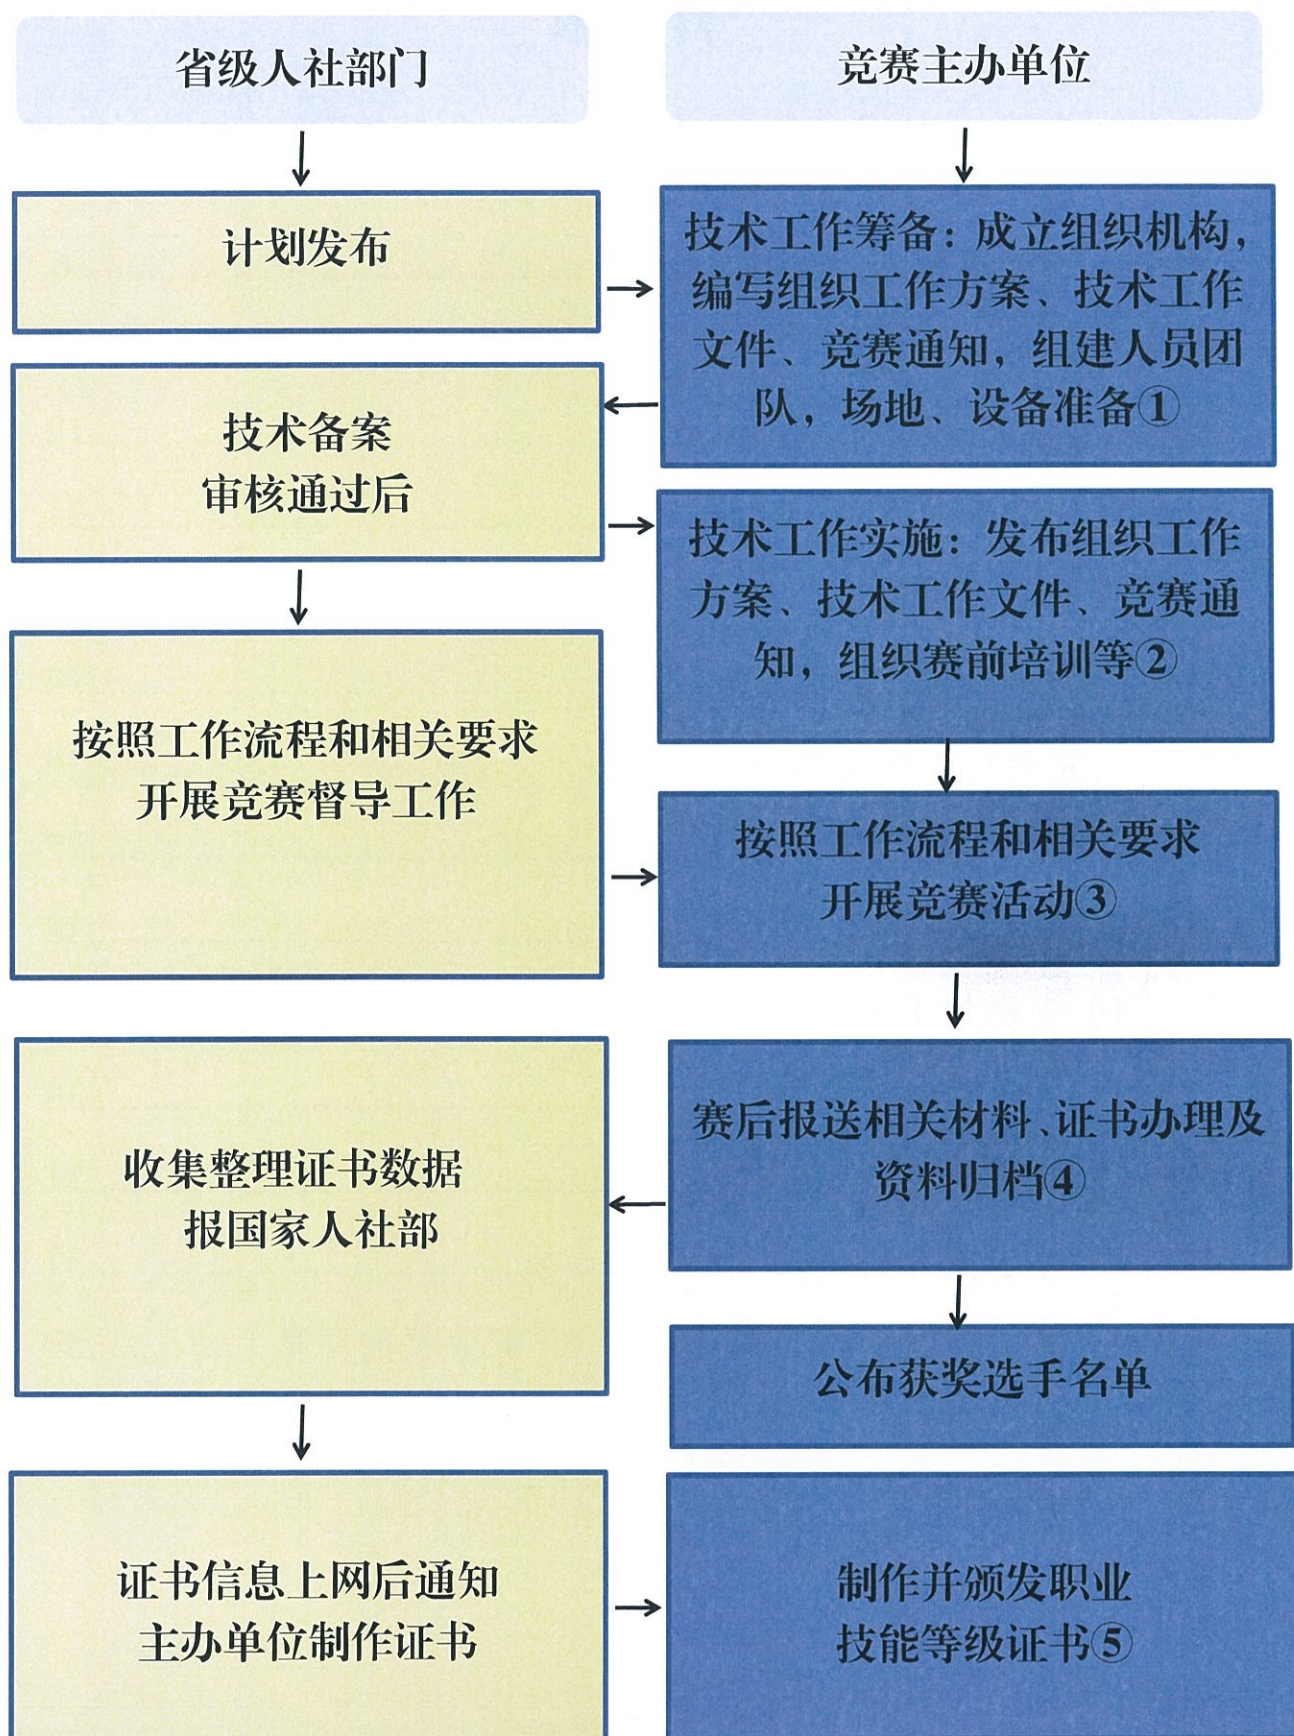 省级人社部门
竞赛主办单位
计划发布
技术工作筹备：成立组织机构，
编写组织工作方案、技术工作
文件、竞赛通知，组建人员团
队，场地、设备准备①
技术备案
审核通过后
技术工作实施：发布组织工作
方案、技术工作文件、竞赛通
知，组织赛前培训等②
按照工作流程和相关要求
开展竞赛督导工作
按照工作流程和相关要求
开展竞赛活动③
收集整理证书数据
报国家人社部
赛后报送相关材料、证书办理及
资料归档④
公布获奖选手名单
证书信息上网后通知
主办单位制作证书
制作并颁发职业
技能等级证书⑤